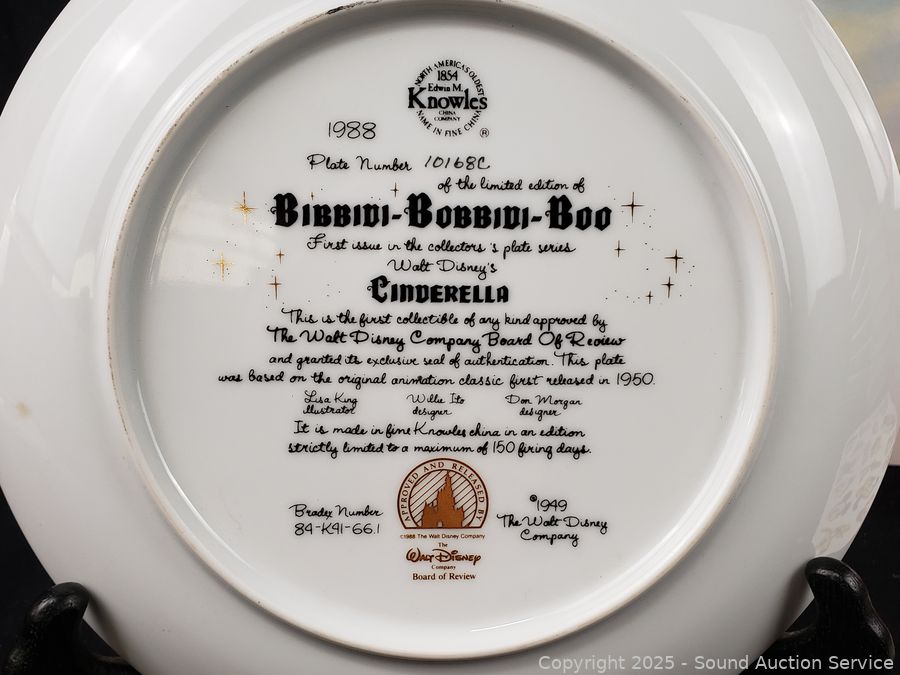 NORTH AMERICA'S OLDEST
1854
Edwin M.
Knowles
CHINA
COMPANY
NAME IN FINE CHINA
®
1988
Plate Number 10168C
of the limited edition of
Bibbidi-Bobbidi-Boo
First issue in the collectors's plate series
Walt Disney's
Cinderella
This is the first collectible of any kind approved by
The Walt Disney Company Board Of Review
and granted its exclusive seal of authentication. This plate
was based on the original animation classic first released in 1950.
Lisa King Willie Ito Don Morgan
illustrator designer designer
It is made in fine Knowles china in an edition
strictly limited to a maximum of 150 firing days.
Bradex Number
84-K41-66.1
APPROVED AND RELEASED BY
©1988 The Walt Disney Company
The
Walt Disney
Company
Board of Review
©1949
The Walt Disney
Company
Copyright 2025 - Sound Auction Service